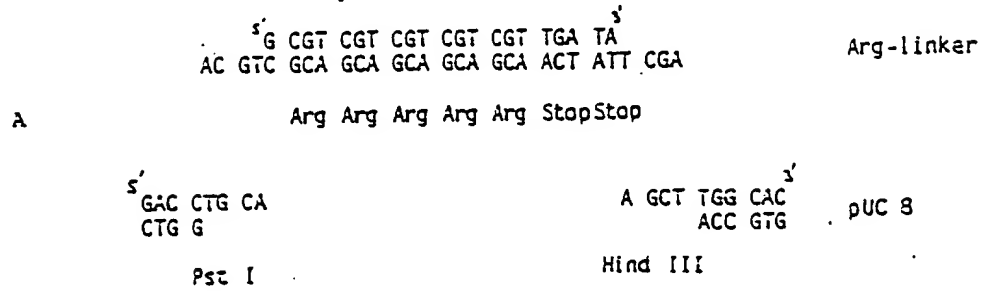 5' 3'
G CGT CGT CGT CGT CGT TGA TA
AC GTC GCA GCA GCA GCA GCA ACT ATT CGA Arg-linker
A Arg Arg Arg Arg Arg StopStop
5' 3'
GAC CTG CA A GCT TGG CAC
CTG G ACC GTG pUC 8
Pst I Hind III